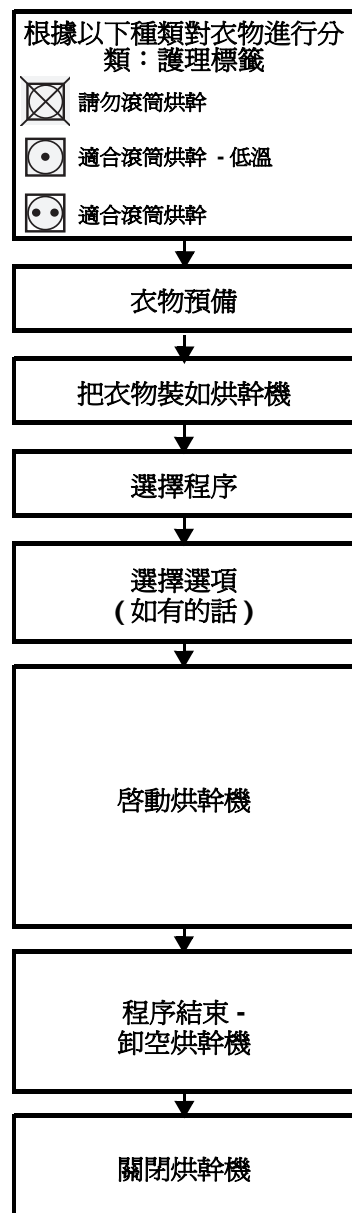 根據以下種類對衣物進行分
類：護理標籤
請勿滾筒烘幹
適合滾筒烘幹 - 低溫
適合滾筒烘幹
衣物預備
把衣物裝如烘幹機
選擇程序
選擇選項
( 如有的話 )
啓動烘幹機
程序結束 -
卸空烘幹機
關閉烘幹機